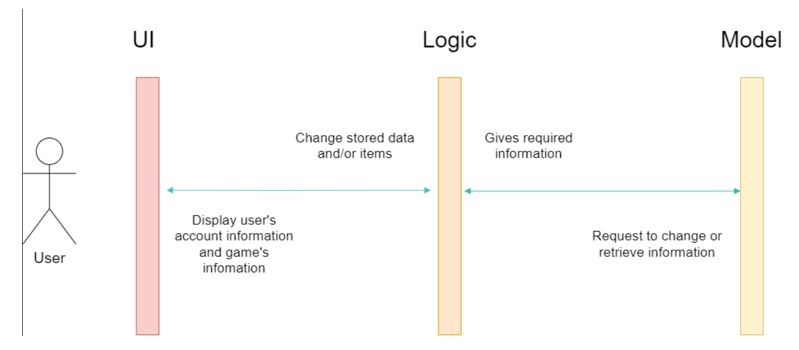 UI
Logic
Model
Change stored data
and/or items
Gives required
information
Display user's
account information
and game's
infomation
Request to change or
retrieve information
User